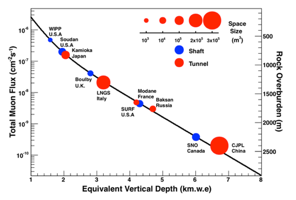 10⁻⁶
10⁻⁷
10⁻⁸
10⁻⁹
10⁻¹⁰
Total Muon Flux (cm⁻²s⁻¹)
WIPP
U.S.A
Soudan
U.S.A
Kamioka
Japan
Boulby
U.K.
LNGS
Italy
Modane
France
SURF
U.S.A
Baksan
Russia
SNO
Canada
CJPL
China
Space
Size
(m³)
Shaft
Tunnel
500
1000
1500
2000
2500
Rock Overburden (m)
1 2 3 4 5 6 7 8
Equivalent Vertical Depth (km.w.e)